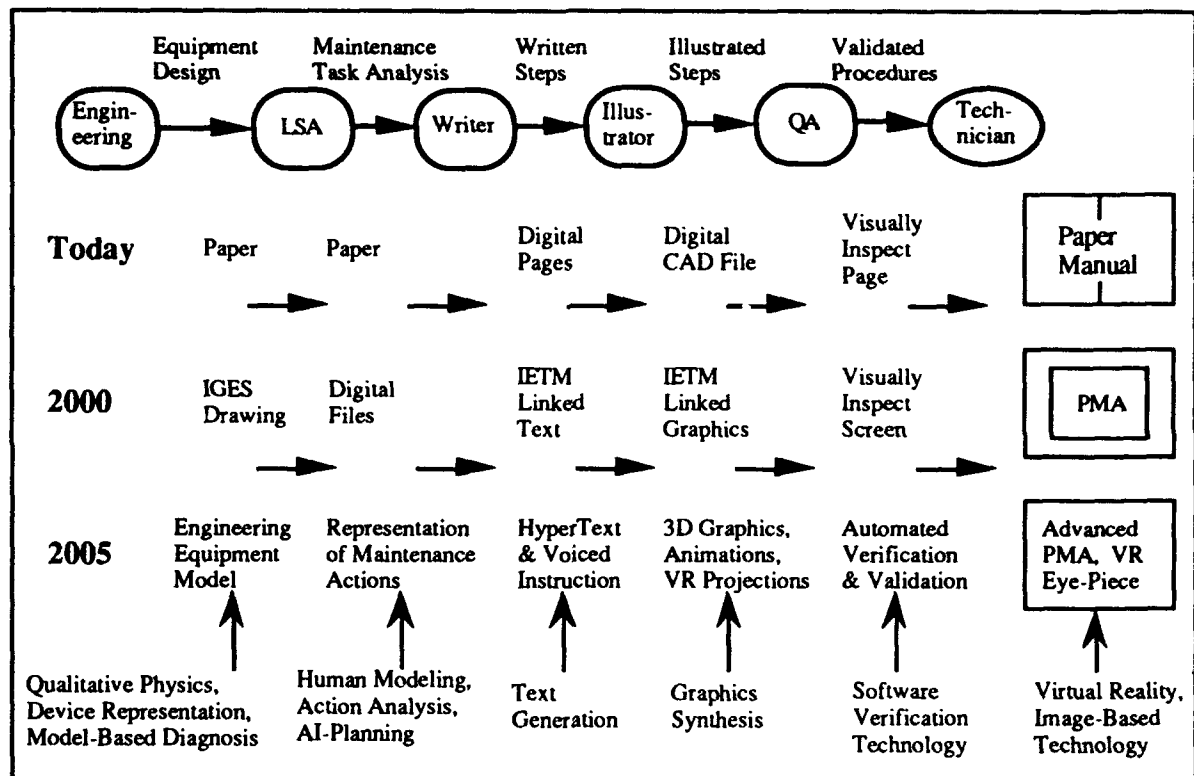 Equipment
Design
Maintenance
Task Analysis
Written
Steps
Illustrated
Steps
Validated
Procedures
Engin-
eering
LSA
Writer
Illus-
trator
QA
Tech-
nician
Today
Paper
Paper
Digital
Pages
Digital
CAD File
Visually
Inspect
Page
Paper
Manual
2000
IGES
Drawing
Digital
Files
IETM
Linked
Text
IETM
Linked
Graphics
Visually
Inspect
Screen
PMA
2005
Engineering
Equipment
Model
Representation
of Maintenance
Actions
HyperText
& Voiced
Instruction
3D Graphics,
Animations,
VR Projections
Automated
Verification
& Validation
Advanced
PMA, VR
Eye-Piece
Qualitative Physics,
Device Representation,
Model-Based Diagnosis
Human Modeling,
Action Analysis,
AI-Planning
Text
Generation
Graphics
Synthesis
Software
Verification
Technology
Virtual Reality,
Image-Based
Technology